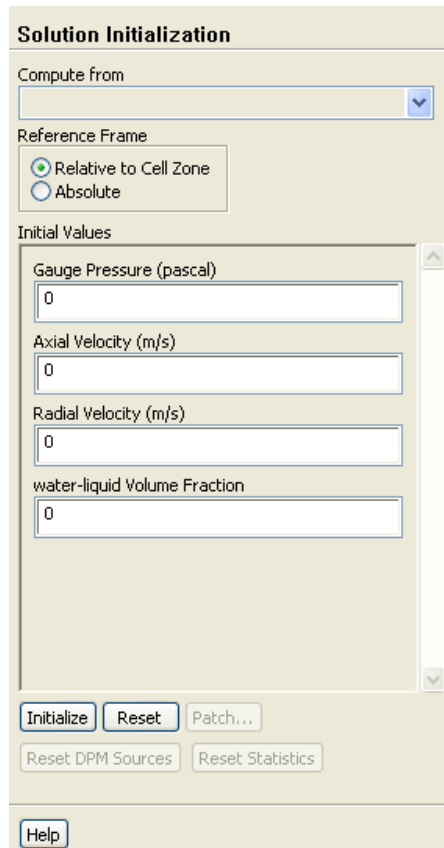 Solution Initialization
Compute from
Reference Frame
Relative to Cell Zone
Absolute
Initial Values
Gauge Pressure (pascal)
0
Axial Velocity (m/s)
0
Radial Velocity (m/s)
0
water-liquid Volume Fraction
0
Initialize Reset Patch...
Reset DPM Sources Reset Statistics
Help